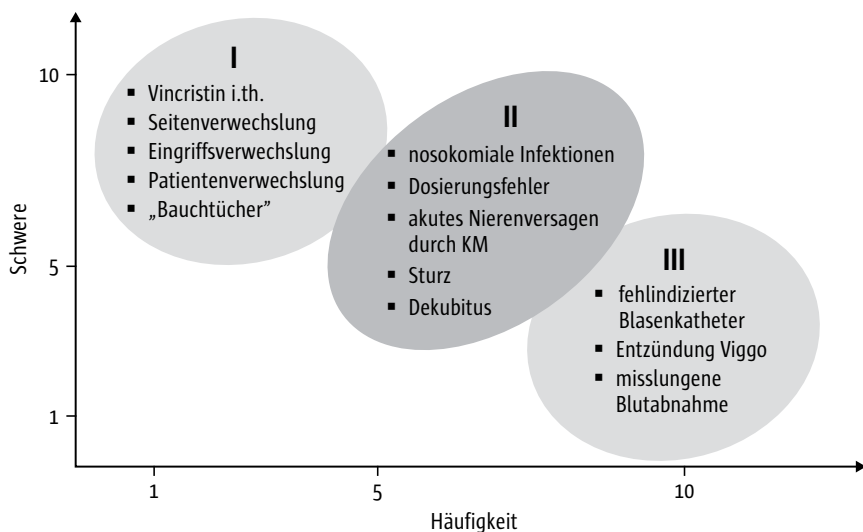 Schwere
10
5
1
I
▪ Vincristin i.th.
▪ Seitenverwechslung
▪ Eingriffsverwechslung
▪ Patientenverwechslung
▪ „Bauchtücher”
II
▪ nosokomiale Infektionen
▪ Dosierungsfehler
▪ akutes Nierenversagen
durch KM
▪ Sturz
▪ Dekubitus
III
▪ fehlindizierter
Blasenkatheter
▪ Entzündung Viggo
▪ misslungene
Blutabnahme
1
5
10
Häufigkeit